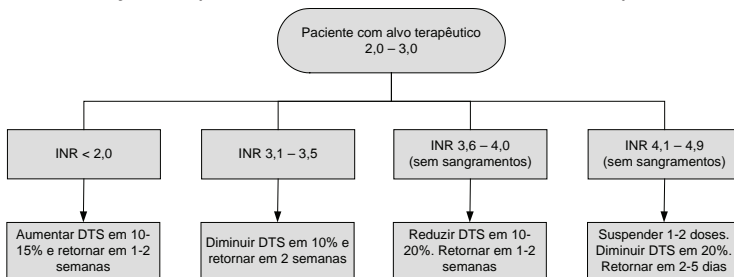 Paciente com alvo terapêutico
2,0 – 3,0
INR < 2,0
INR 3,1 – 3,5
INR 3,6 – 4,0
(sem sangramentos)
INR 4,1 – 4,9
(sem sangramentos)
Aumentar DTS em 10-
15% e retornar em 1-2
semanas
Diminuir DTS em 10% e
retornar em 2 semanas
Reduzir DTS em 10-
20%. Retornar em 1-2
semanas
Suspender 1-2 doses.
Diminuir DTS em 20%.
Retornar em 2-5 dias